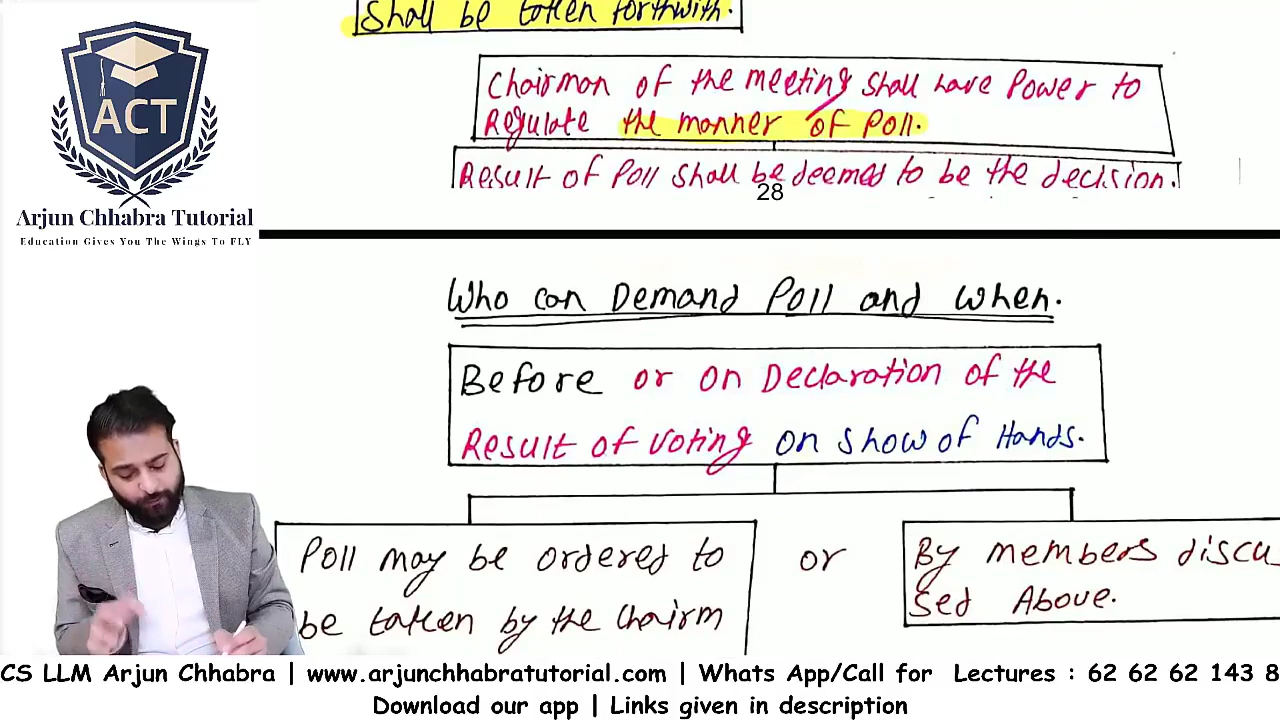 Shall be taken forthwith.
Chairman of the meeting shall have Power to
Regulate the manner of Poll.
Result of Poll shall be deemed to be the decision.
28
ACT
Arjun Chhabra Tutorial
Education Gives You The Wings To FLY
Who can Demand Poll and when.
Before or on Declaration of the
Result of voting on show of Hands.
Poll may be ordered to
be taken by the Chairm
or
By members discu
sed Above.
CS LLM Arjun Chhabra | www.arjunchhabratutorial.com | Whats App/Call for Lectures : 62 62 62 143 8
Download our app | Links given in description